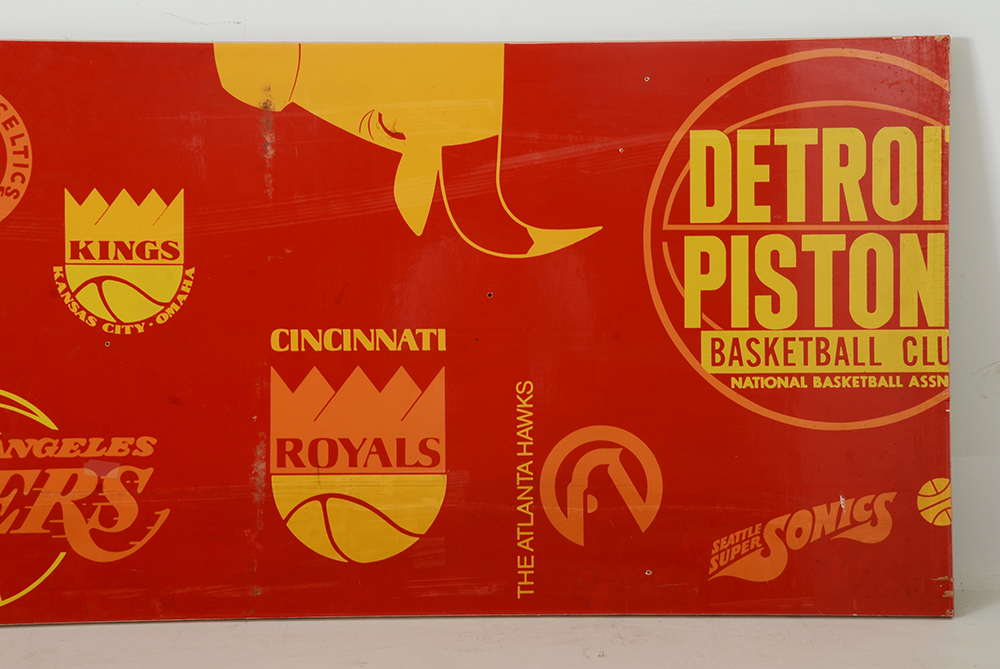 CELTICS
KINGS
KANSAS CITY · OMAHA
ANGELES
ERS
CINCINNATI
ROYALS
THE ATLANTA HAWKS
DETROIT
PISTON
BASKETBALL CLU
NATIONAL BASKETBALL ASSN
SEATTLE
SUPER SONICS